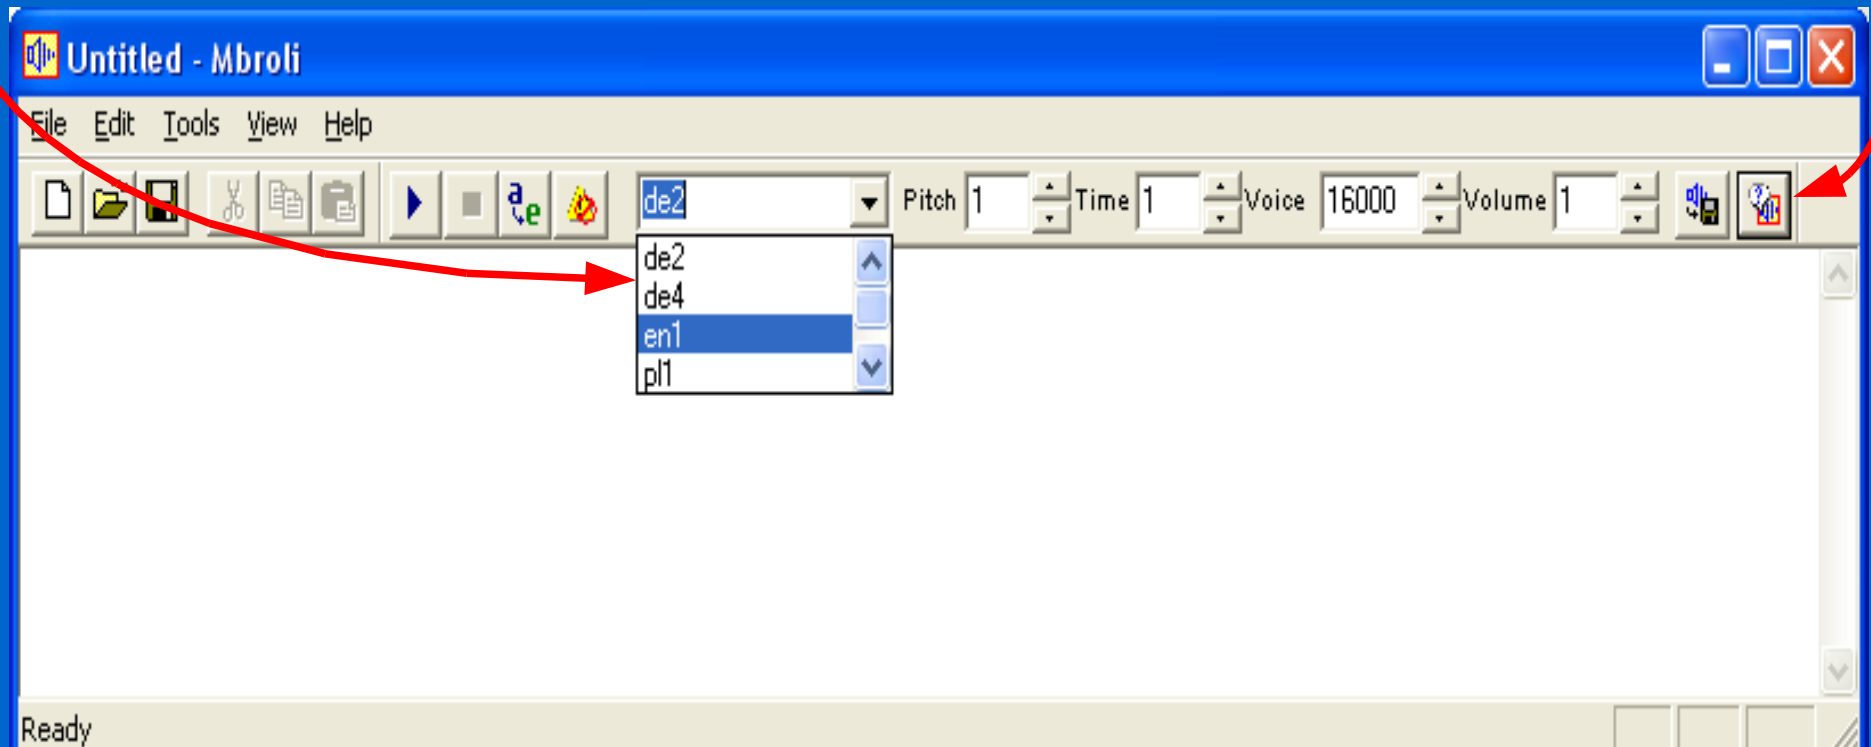 Untitled - Mbroli
File Edit Tools View Help
a e de2 Pitch 1 Time 1 Voice 16000 Volume 1
de2
de4
en1
pl1
Ready